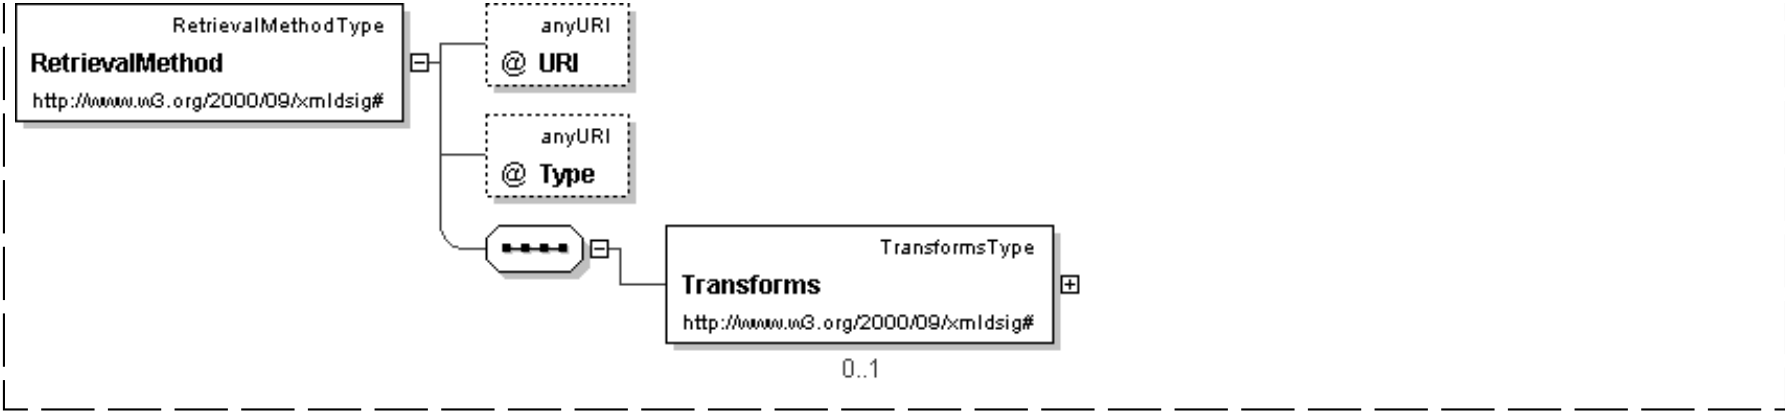 RetrievalMethodType
RetrievalMethod
http://www.w3.org/2000/09/xmldsig#
anyURI
@ URI
anyURI
@ Type
TransformsType
Transforms
http://www.w3.org/2000/09/xmldsig#
0..1